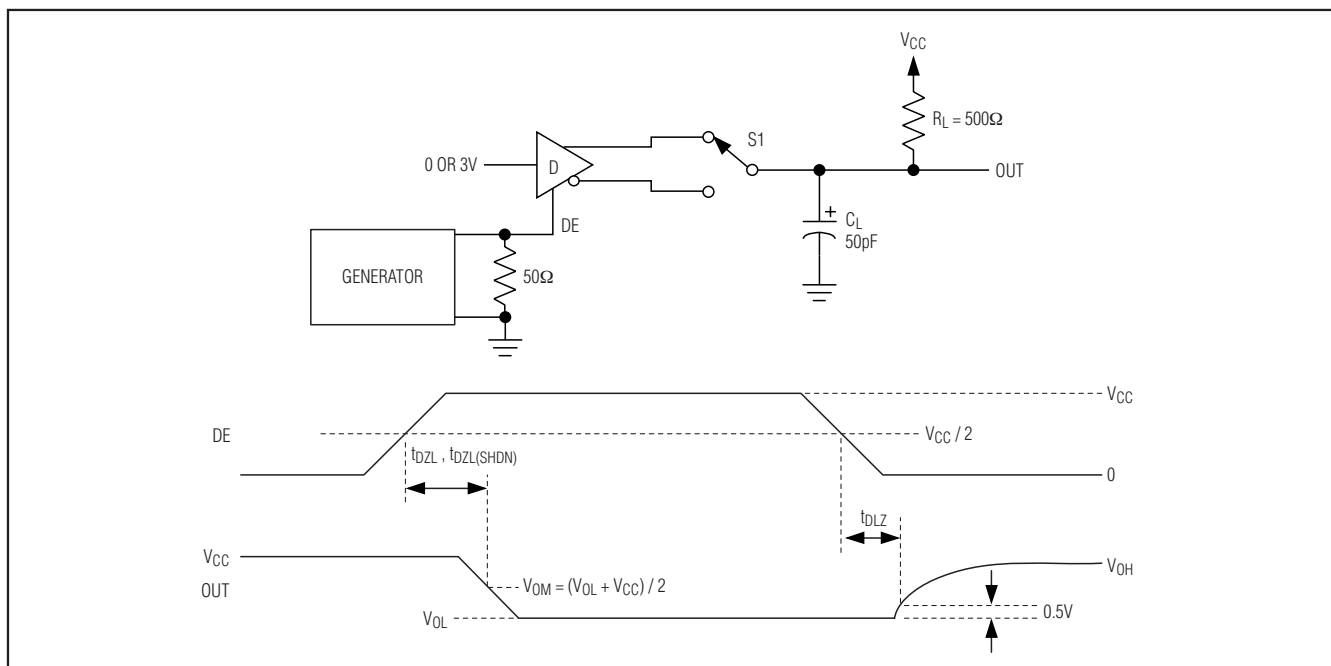 VCC
RL = 500Ω
S1
0 OR 3V
D
OUT
DE
+
CL
50pF
GENERATOR
50Ω
VCC
DE
VCC / 2
tDZL , tDZL(SHDN)
0
tDLZ
VCC
VOH
OUT
VOM = (VOL + VCC) / 2
0.5V
VOL